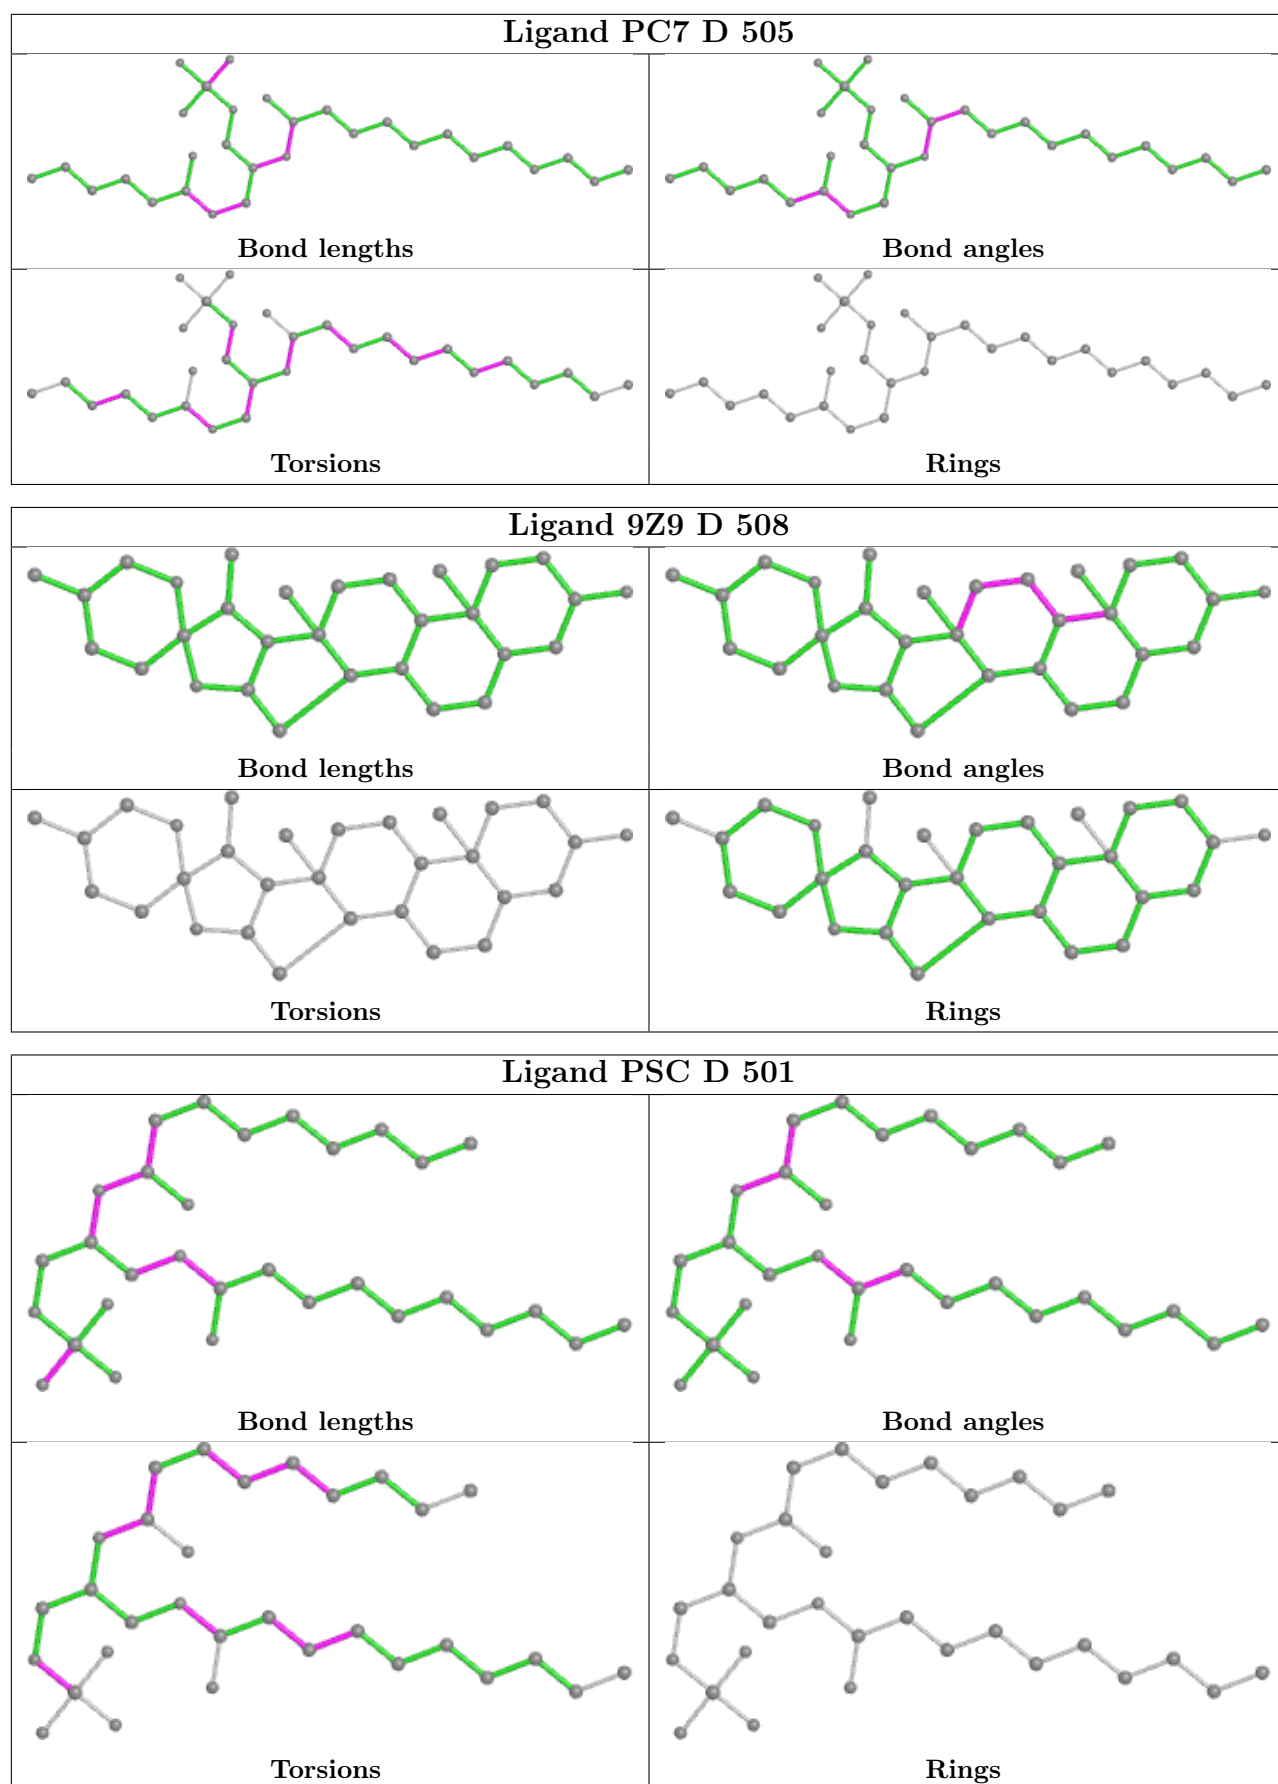 Ligand PC7 D 505
Bond lengths
Bond angles
Torsions
Rings
Ligand 9Z9 D 508
Bond lengths
Bond angles
Torsions
Rings
Ligand PSC D 501
Bond lengths
Bond angles
Torsions
Rings